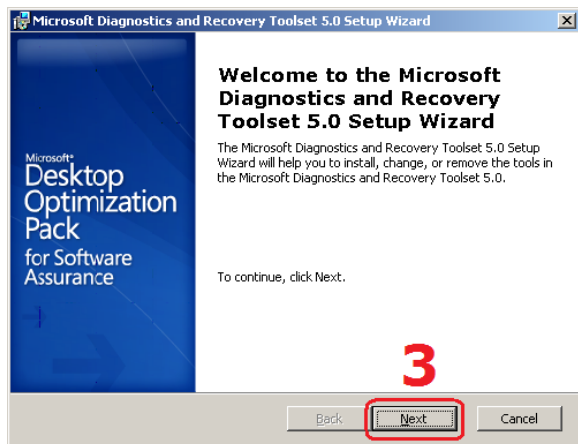 Microsoft Diagnostics and Recovery Toolset 5.0 Setup Wizard
Welcome to the Microsoft
Diagnostics and Recovery
Toolset 5.0 Setup Wizard
The Microsoft Diagnostics and Recovery Toolset 5.0 Setup
Wizard will help you to install, change, or remove the tools in
the Microsoft Diagnostics and Recovery Toolset 5.0.
Microsoft®
Desktop
Optimization
Pack
for Software
Assurance
To continue, click Next.
3
Back Next Cancel